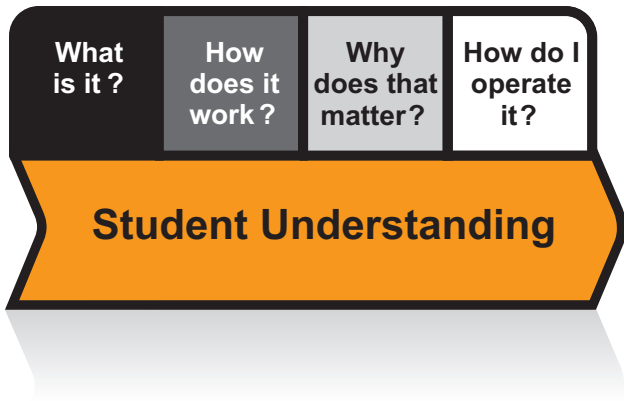 What
is it ?
How
does it
work ?
Why
does that
matter ?
How do I
operate
it?
Student Understanding